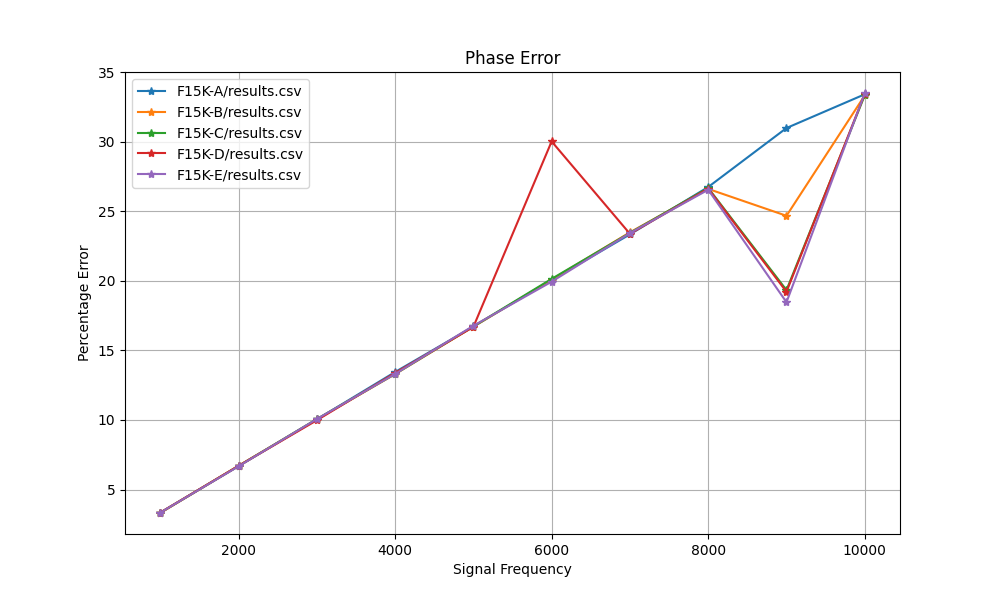 Phase Error
35
30
25
20
15
10
5
Percentage Error
F15K-A/results.csv
F15K-B/results.csv
F15K-C/results.csv
F15K-D/results.csv
F15K-E/results.csv
2000 4000 6000 8000 10000
Signal Frequency